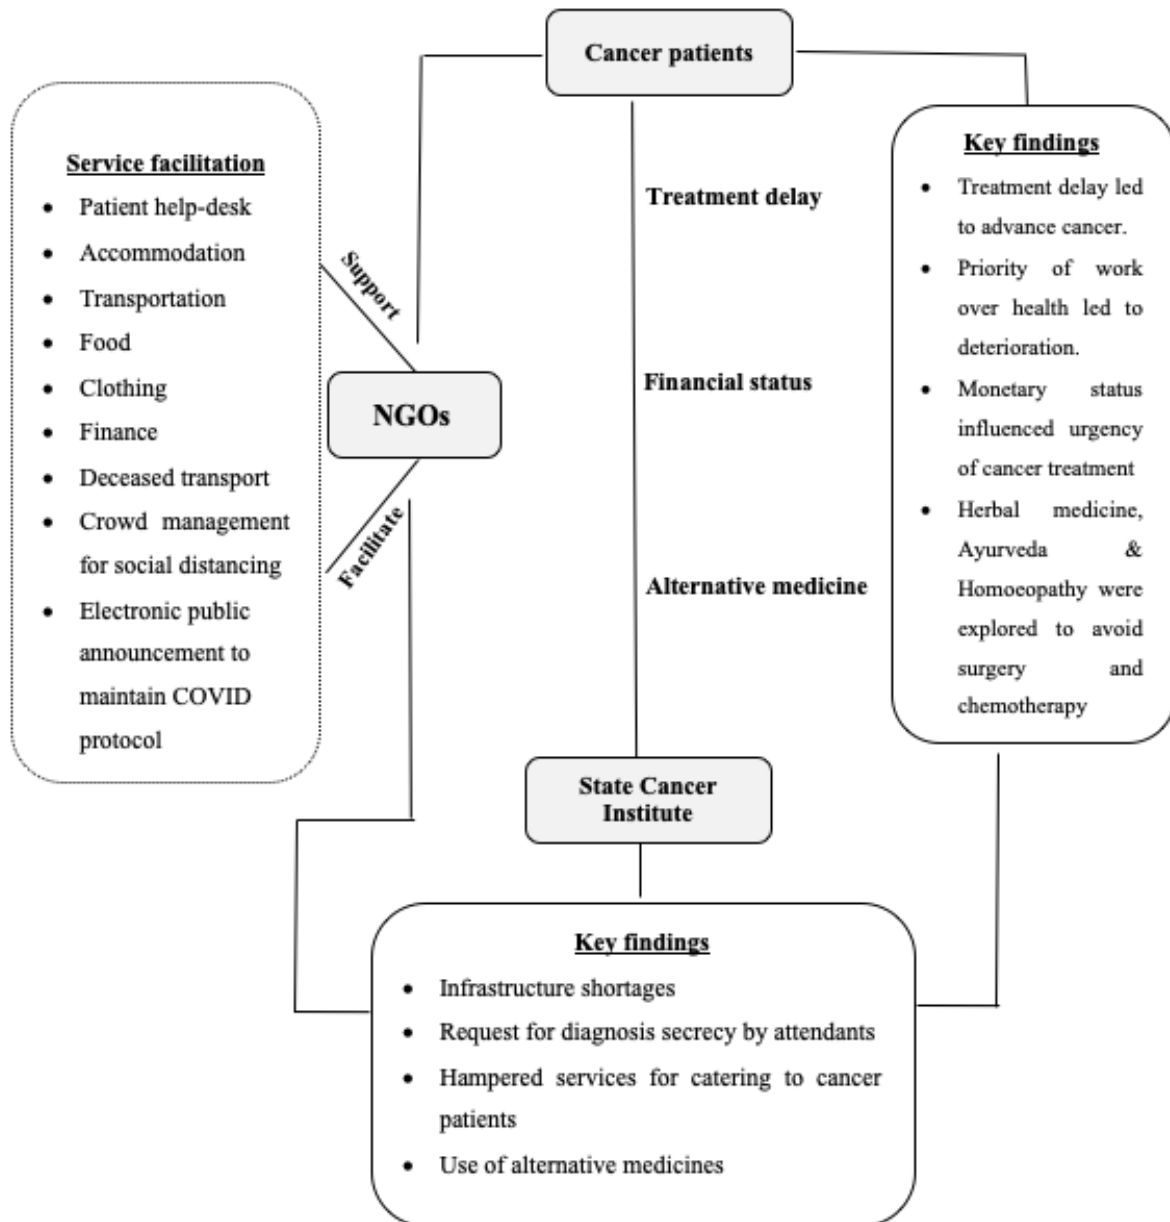 Cancer patients
Service facilitation
• Patient help-desk
• Accommodation
• Transportation
• Food
• Clothing
• Finance
• Deceased transport
• Crowd management
for social distancing
• Electronic public
announcement to
maintain COVID
protocol
Support
NGOs
Facilitate
Treatment delay
Financial status
Alternative medicine
Key findings
• Treatment delay led
to advance cancer.
• Priority of work
over health led to
deterioration.
• Monetary status
influenced urgency
of cancer treatment
• Herbal medicine,
Ayurveda &
Homoeopathy were
explored to avoid
surgery and
chemotherapy
State Cancer
Institute
Key findings
• Infrastructure shortages
• Request for diagnosis secrecy by attendants
• Hampered services for catering to cancer
patients
• Use of alternative medicines